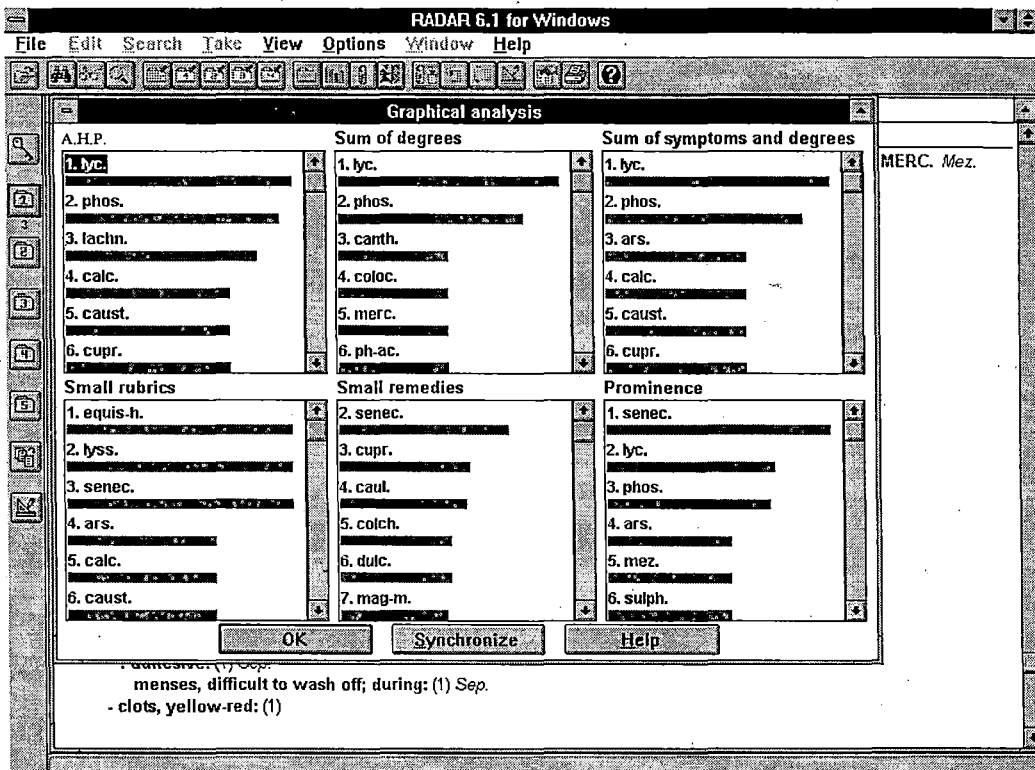 RADAR 6.1 for Windows
File Edit Search Take View Options Window Help
Graphical analysis
A.H.P.
1. lyc.
2. phos.
3. lachn.
4. calc.
5. caust.
6. cupr.
Sum of degrees
1. lyc.
2. phos.
3. canth.
4. coloc.
5. merc.
6. ph-ac.
Sum of symptoms and degrees
1. lyc.
2. phos.
3. ars.
4. calc.
5. caust.
6. cupr.
MERC. Mez.
Small rubrics
1. equis-h.
2. lyss.
3. senec.
4. ars.
5. calc.
6. caust.
Small remedies
2. senec.
3. cupr.
4. caul.
5. colch.
6. dulc.
7. mag-m.
Prominence
1. senec.
2. lyc.
3. phos.
4. ars.
5. mez.
6. sulph.
OK Synchronize Help
menses, difficult to wash off; during: (1) Sep.
- clots, yellow-red: (1)
1
3
2
3
4
5